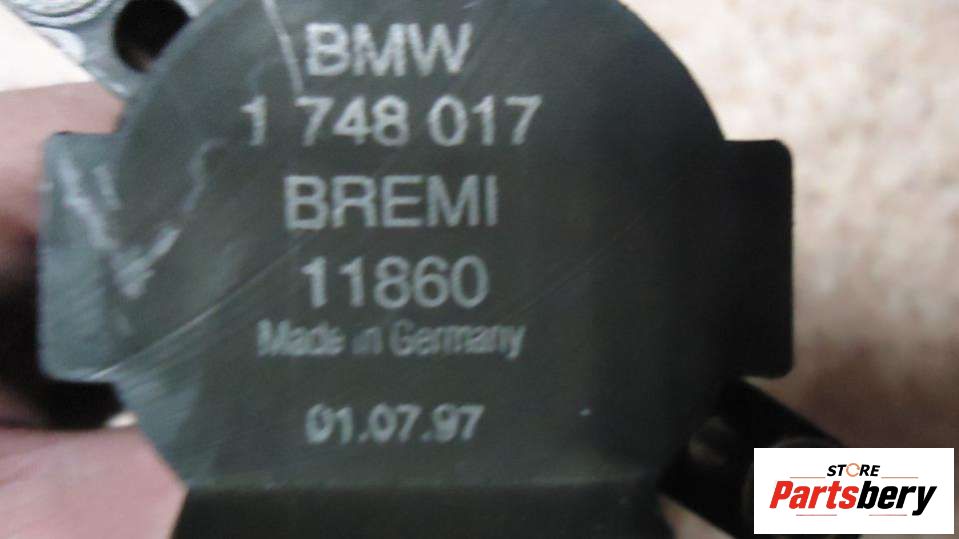 BMW
1 748 017
BREMI
11860
Made in Germany
01.07.97
STORE
Partsbery